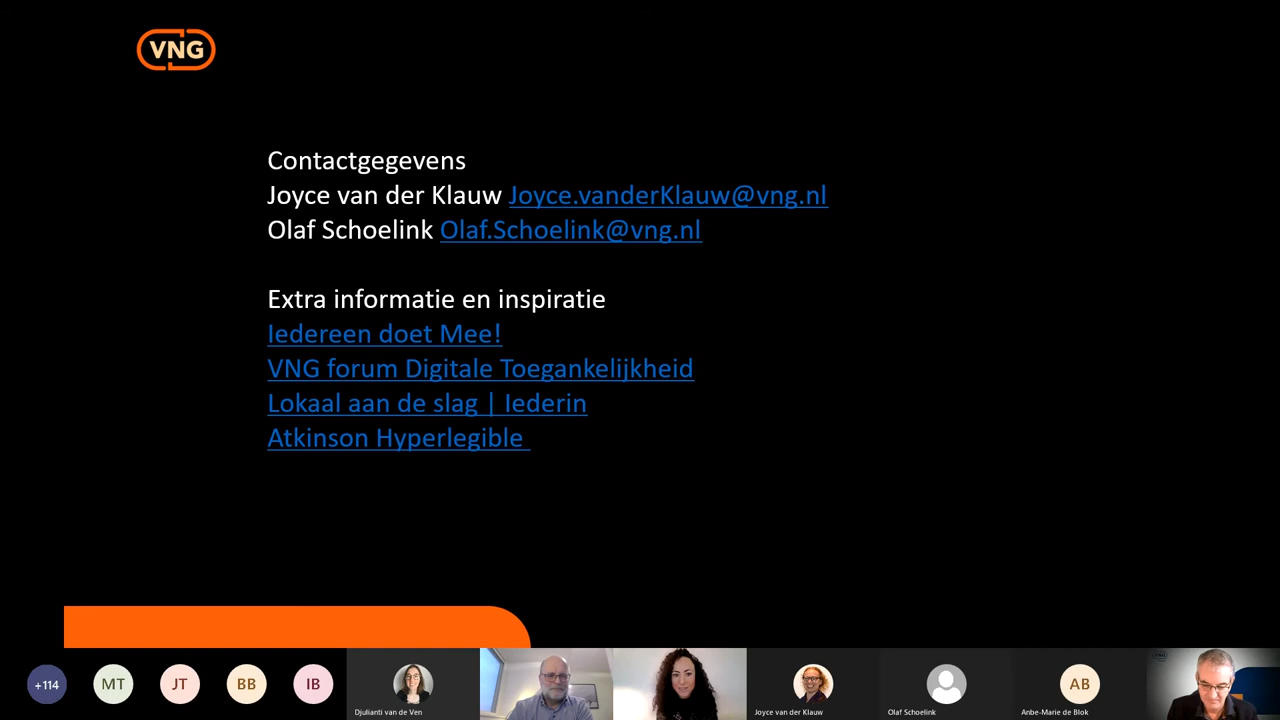 VNG
Contactgegevens
Joyce van der Klauw Joyce.vanderKlauw@vng.nl
Olaf Schoelink Olaf.Schoelink@vng.nl
Extra informatie en inspiratie
Iedereen doet Mee!
VNG forum Digitale Toegankelijkheid
Lokaal aan de slag | Iederin
Atkinson Hyperlegible
+114
MT
JT
BB
IB
AB
Djulianti van de Ven
Joyce van der Klauw
Olaf Schoelink
Anbe-Marie de Blok